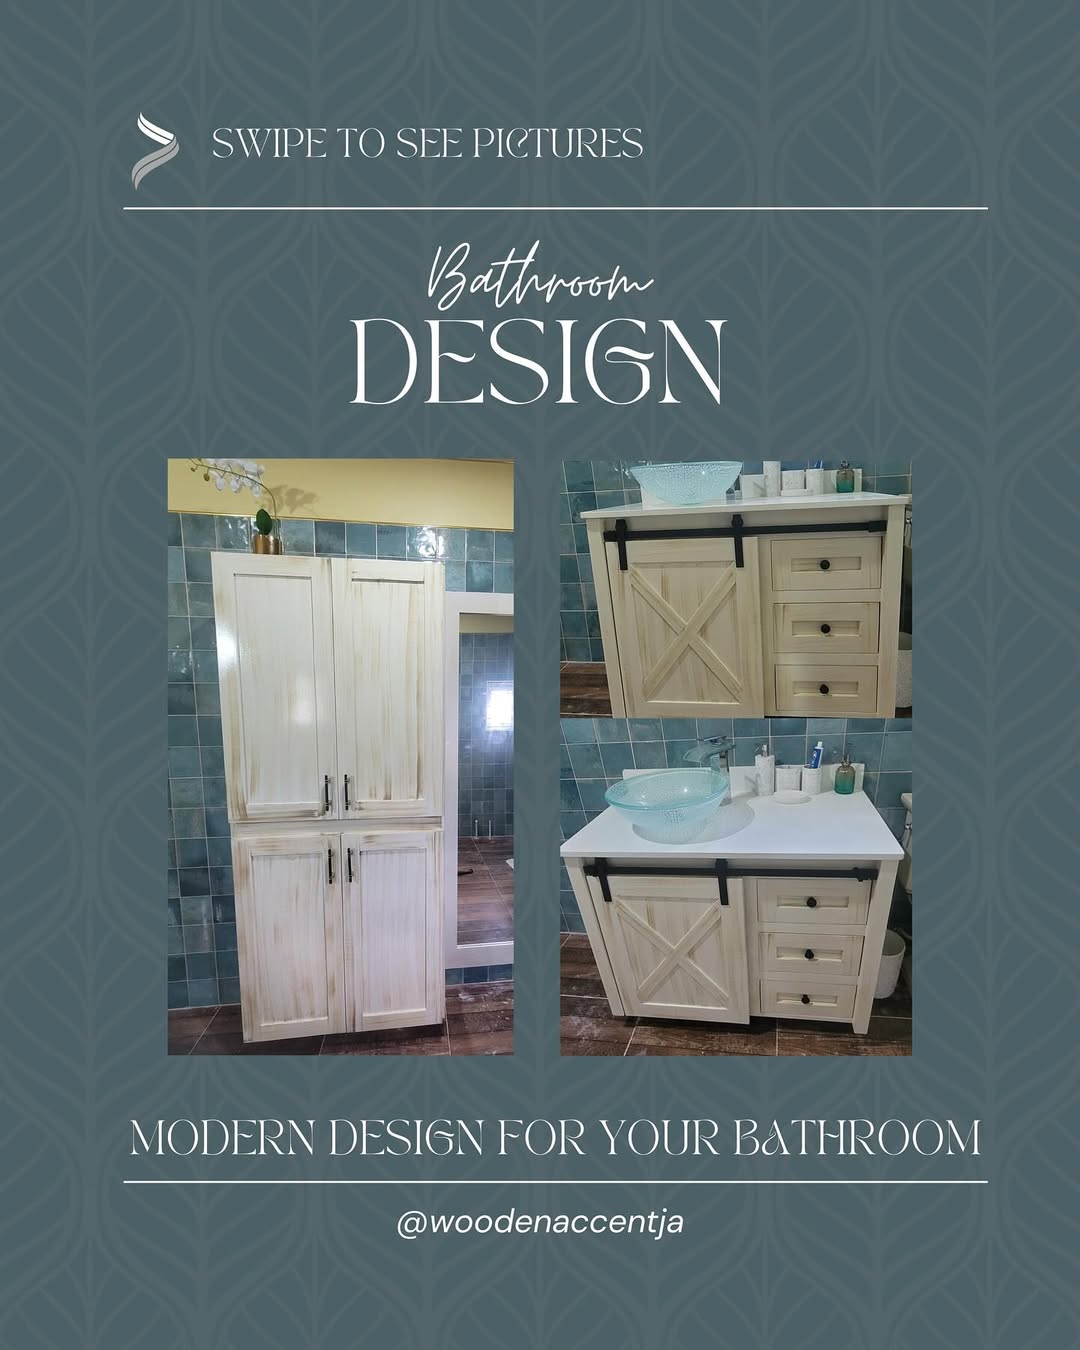 SWIPE TO SEE PICTURES
Bathroom
DESIGN
MODERN DESIGN FOR YOUR BATHROOM
@woodenaccentja